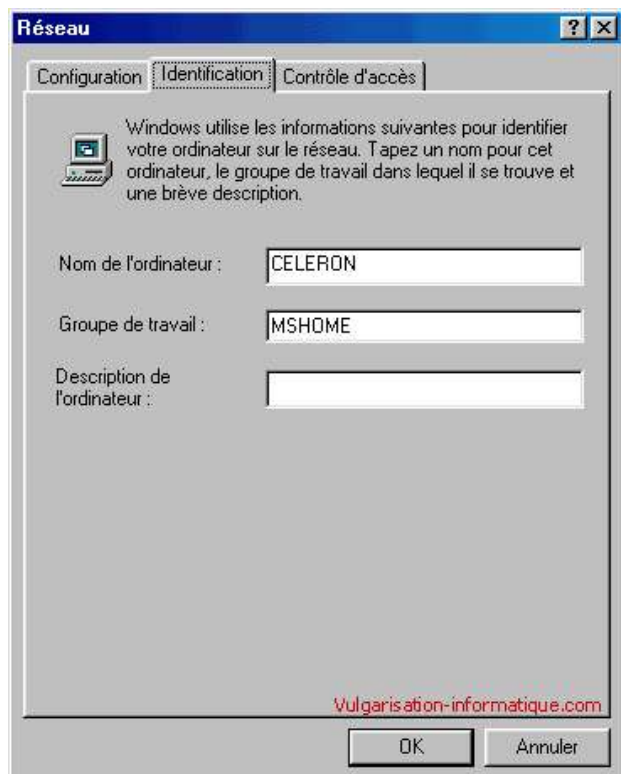 Réseau
Configuration Identification Contrôle d'accès
Windows utilise les informations suivantes pour identifier
votre ordinateur sur le réseau. Tapez un nom pour cet
ordinateur, le groupe de travail dans lequel il se trouve et
une brève description.
Nom de l'ordinateur : CELERON
Groupe de travail : MSHOME
Description de
l'ordinateur :
Vulgarisation-informatique.com
OK Annuler